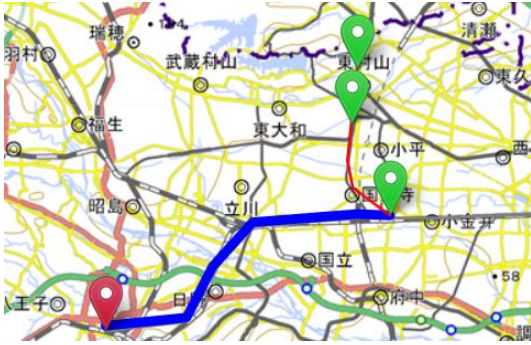 清瀬
瑞穂
羽村
武蔵村山
東村山
東久
福生
東大和
小平
西
昭島
立川
国分寺
小金井
国立
58
八王子
日野
府中
調